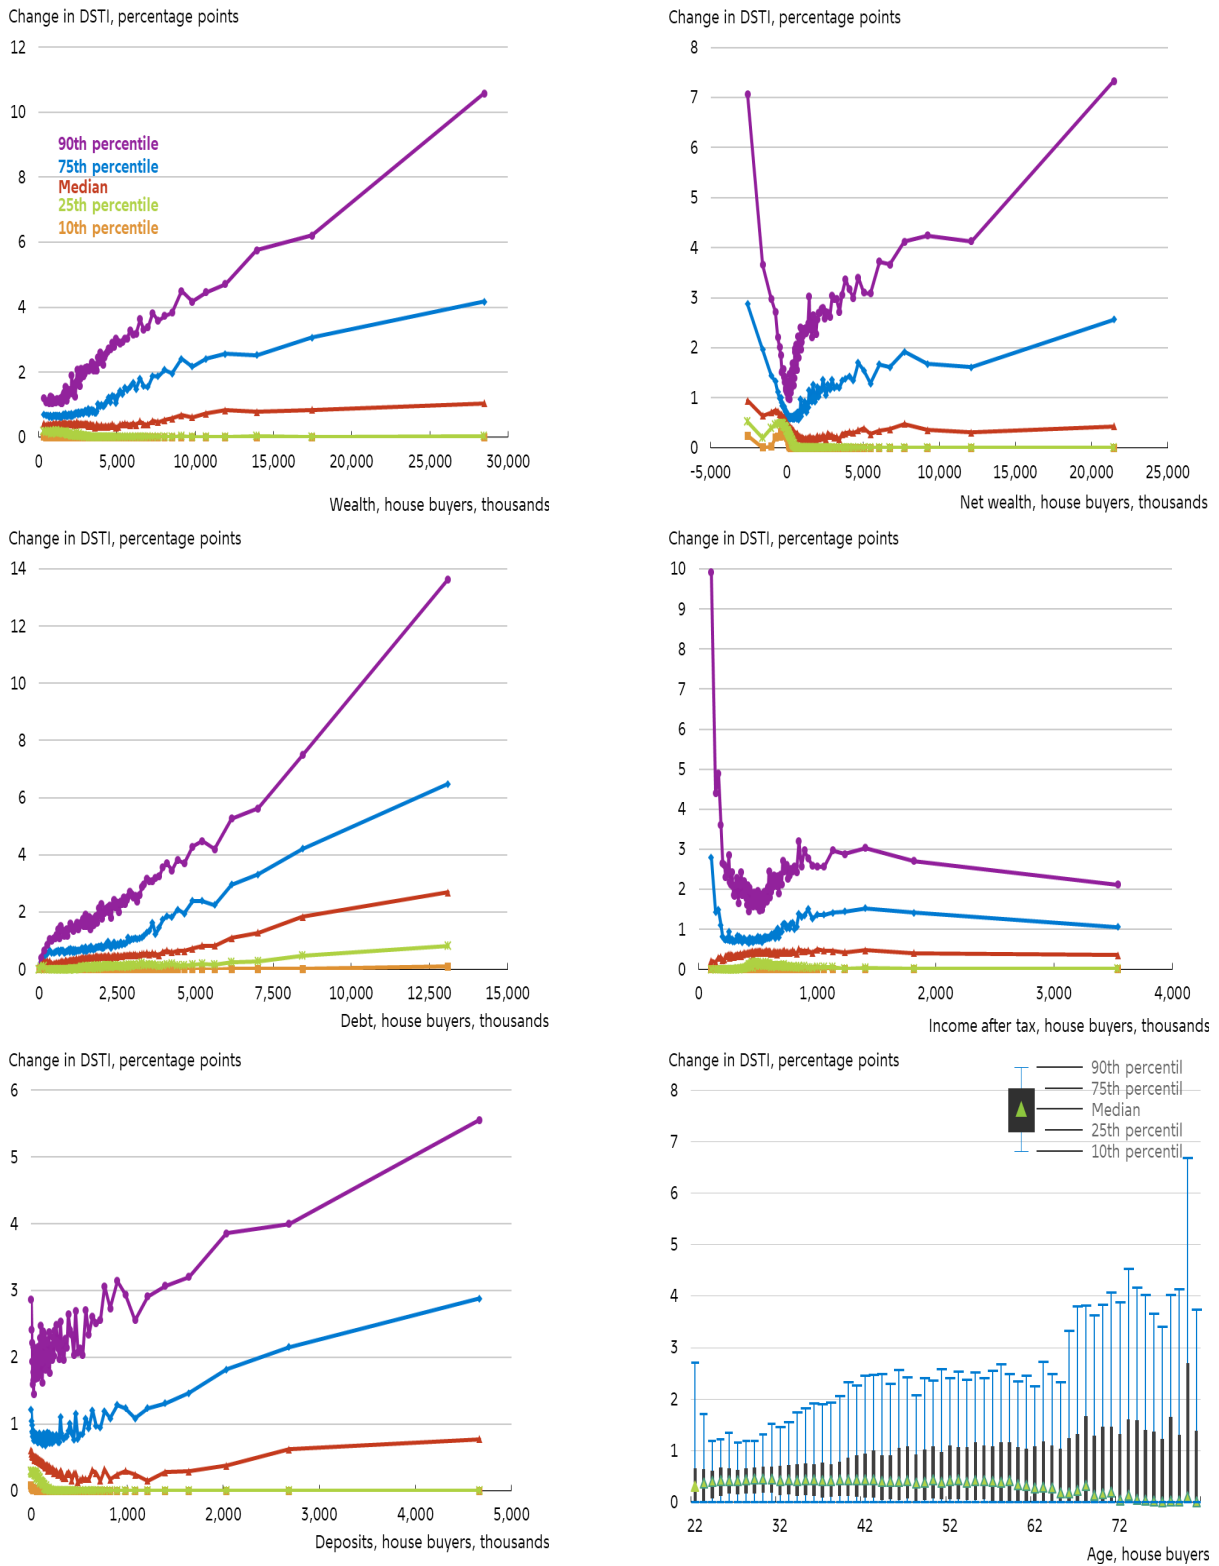 Change in DSTI, percentage points
12
10
8
6
4
2
0
90th percentile
75th percentile
Median
25th percentile
10th percentile
0 5,000 10,000 15,000 20,000 25,000 30,000
Wealth, house buyers, thousands
Change in DSTI, percentage points
8
7
6
5
4
3
2
1
0
-5,000 0 5,000 10,000 15,000 20,000 25,000
Net wealth, house buyers, thousands
Change in DSTI, percentage points
14
12
10
8
6
4
2
0
0 2,500 5,000 7,500 10,000 12,500 15,000
Debt, house buyers, thousands
Change in DSTI, percentage points
10
9
8
7
6
5
4
3
2
1
0
0 1,000 2,000 3,000 4,000
Income after tax, house buyers, thousands
Change in DSTI, percentage points
6
5
4
3
2
1
0
0 1,000 2,000 3,000 4,000 5,000
Deposits, house buyers, thousands
Change in DSTI, percentage points
90th percentil
75th percentil
Median
25th percentil
10th percentil
8
7
6
5
4
3
2
1
0
22 32 42 52 62 72
Age, house buyers